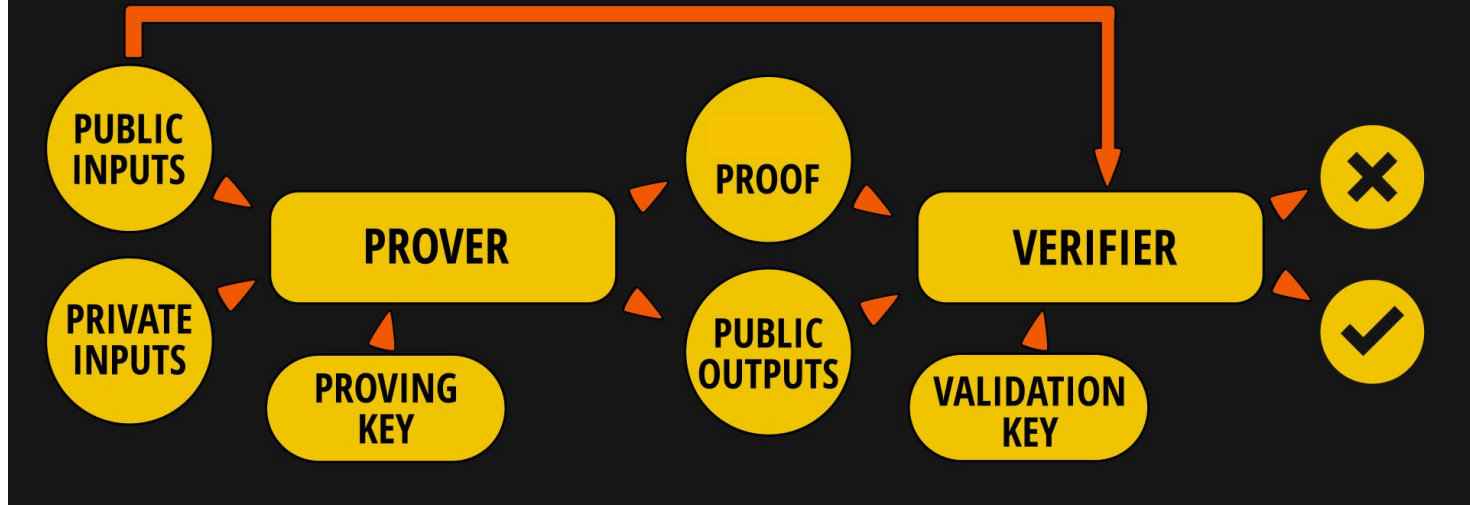 PUBLIC
INPUTS
PRIVATE
INPUTS
PROVER
PROVING
KEY
PROOF
PUBLIC
OUTPUTS
VERIFIER
VALIDATION
KEY